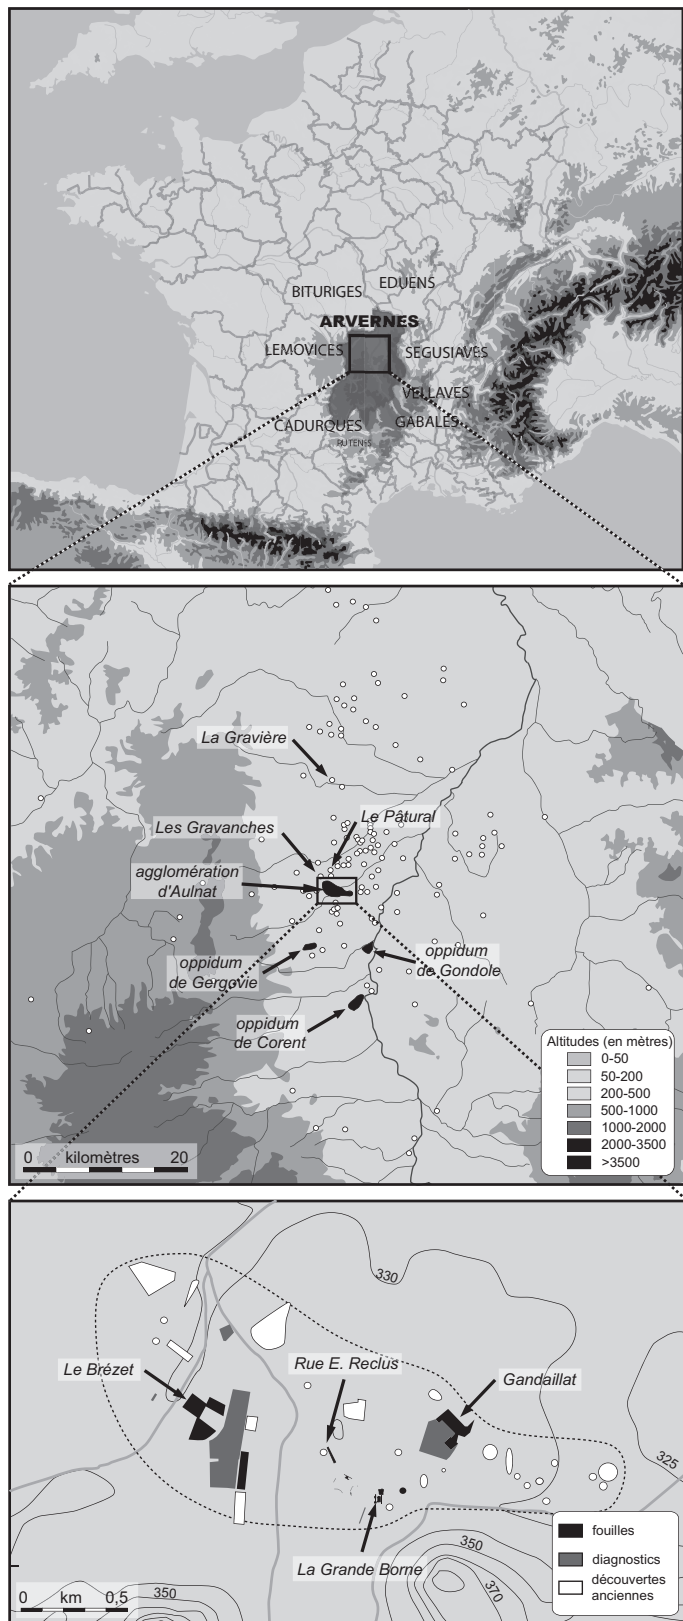 BITURIGES
EDUENS
ARVERNES
LEMOVICES
SEGUSIAVES
VELLAVES
CADURQUES
GABALES
RUTENES
La Gravière
Le Pâtural
Les Gravanches
agglomération
d'Aulnat
oppidum
de Gergovie
oppidum
de Gondole
oppidum
de Corent
Altitudes (en mètres)
0-50
50-200
200-500
500-1000
1000-2000
2000-3500
>3500
0 kilomètres 20
330
Le Brézet
Rue E. Reclus
Gandaillat
325
La Grande Borne
350
370
350
0 km 0,5
fouilles
diagnostics
découvertes
anciennes